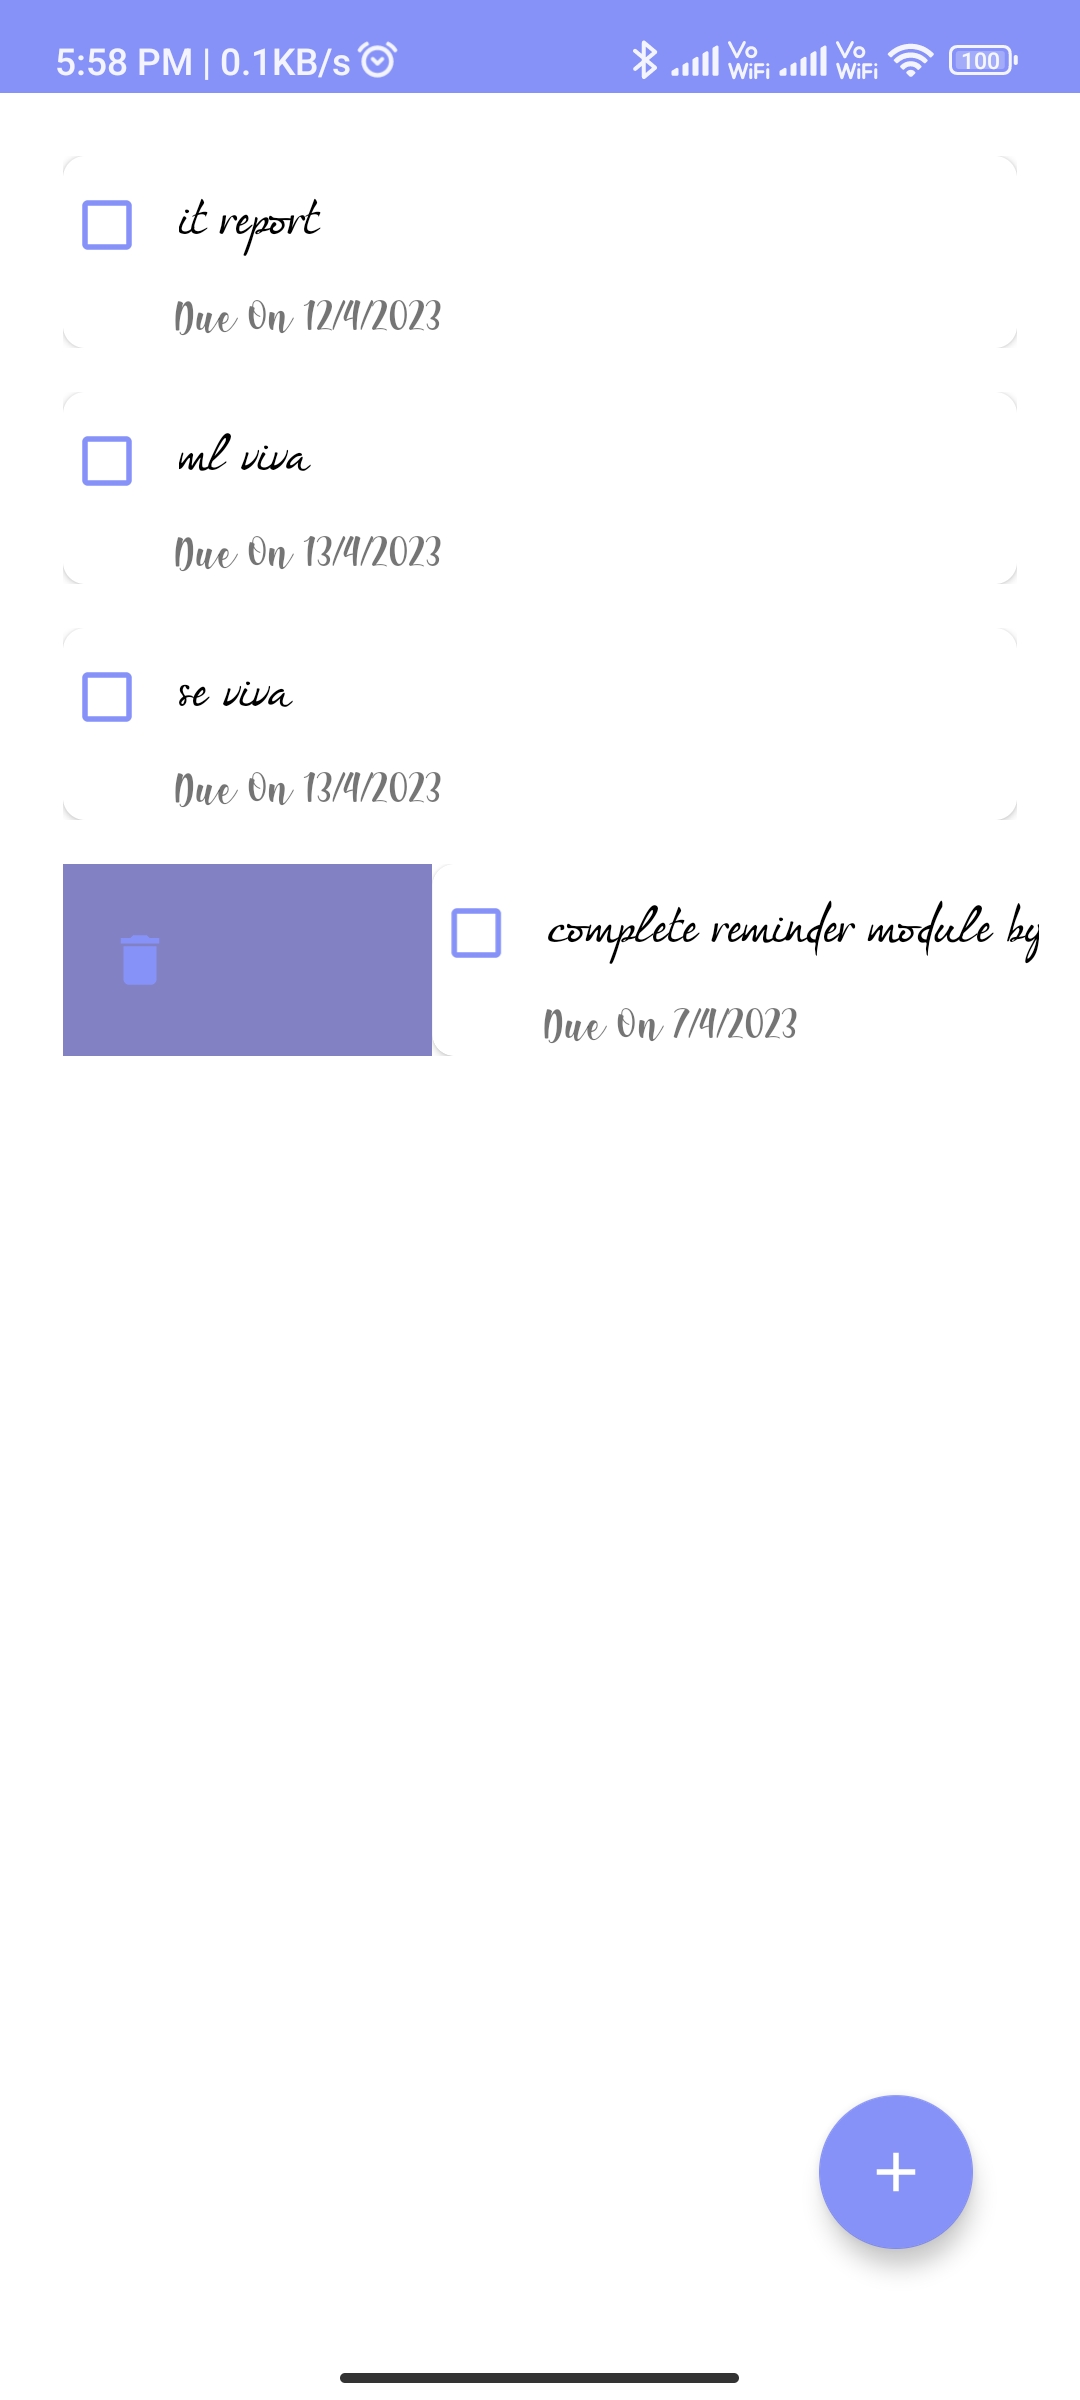 5:58 PM | 0.1KB/s Vo WiFi Vo WiFi 100
it report
Due On 12/4/2023
ml viva
Due On 13/4/2023
se viva
Due On 13/4/2023
complete reminder module by
Due On 7/4/2023
+